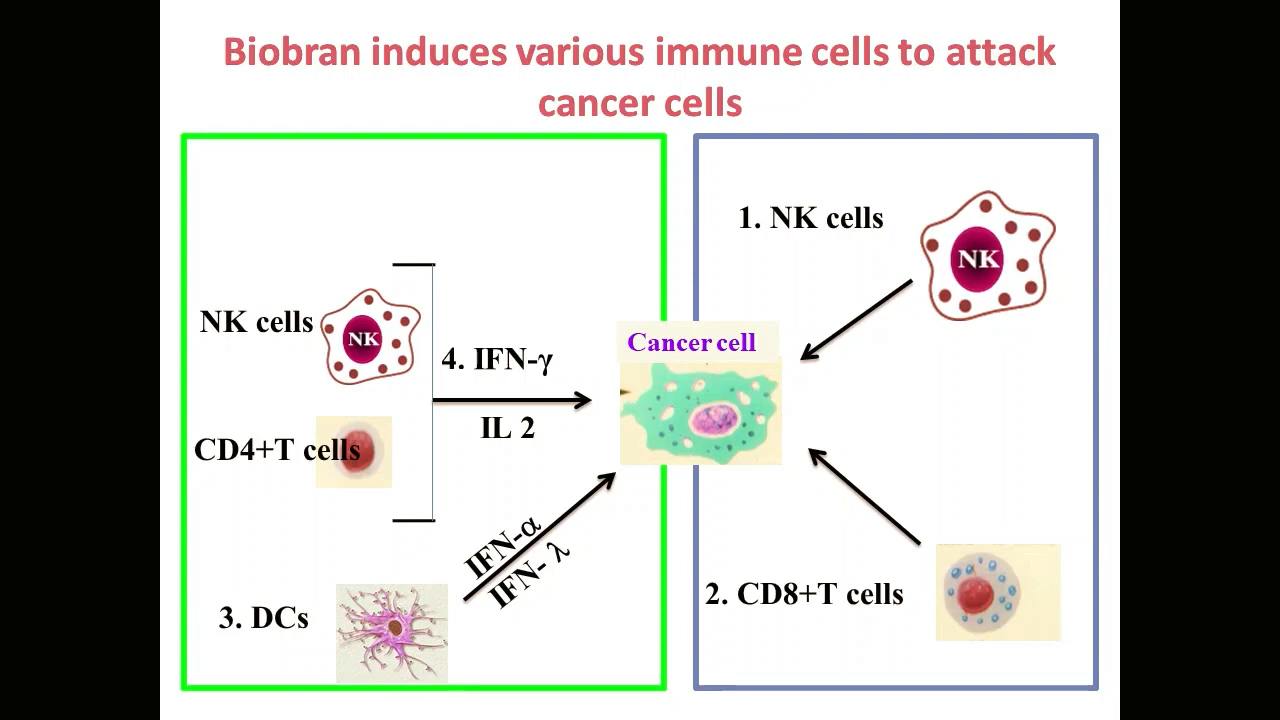 Biobran induces various immune cells to attack
cancer cells
NK cells
NK
4. IFN-γ
IL 2
CD4+T cells
3. DCs
IFN-α
IFN- λ
Cancer cell
1. NK cells
NK
2. CD8+T cells